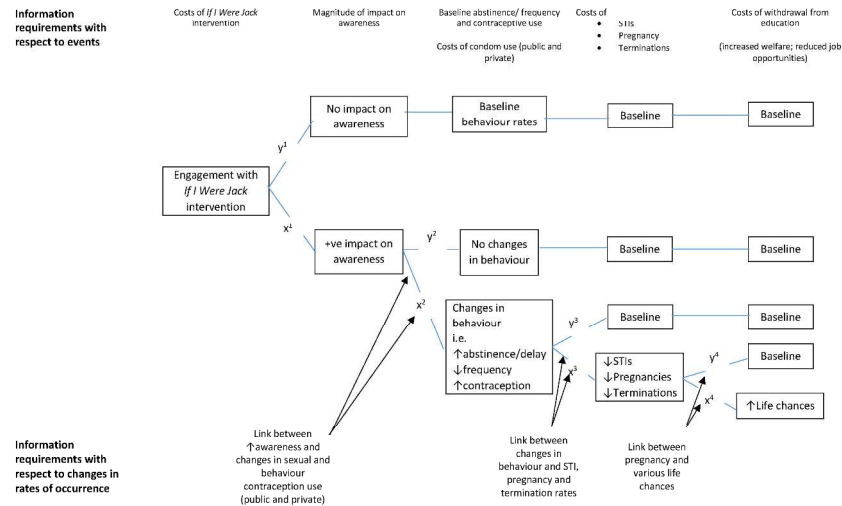 Information
requirements with
respect to events
Costs of If I Were Jack
intervention
Magnitude of impact on
awareness
Baseline abstinence/ frequency
and contraceptive use
Costs of condom use (public and
private)
Costs of
• STIs
• Pregnancy
• Terminations
Costs of withdrawal from
education
(increased welfare; reduced job
opportunities)
No impact on
awareness
Baseline
behaviour rates
Baseline
Baseline
y¹
Engagement with
If I Were Jack
intervention
x¹
+ve impact on
awareness
y²
No changes
in behaviour
Baseline
Baseline
x²
Changes in
behaviour
i.e.
↑abstinence/delay
↓frequency
↑contraception
y³
Baseline
Baseline
x³
↓STIs
↓Pregnancies
↓Terminations
y⁴
Baseline
x⁴
↑Life chances
Information
requirements with
respect to changes in
rates of occurrence
Link between
↑awareness and
changes in sexual and
behaviour
contraception use
(public and private)
Link between
changes in
behaviour and STI,
pregnancy and
termination rates
Link between
pregnancy and
various life
chances